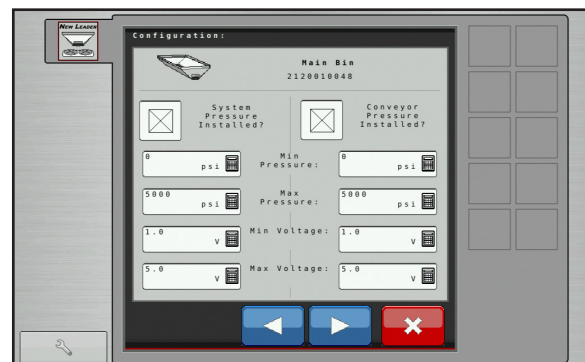 NEW LEADER
Configuration:
Main Bin
2120010048
System
Pressure
Installed?
Conveyor
Pressure
Installed?
0
psi
Min
Pressure:
0
psi
5000
psi
Max
Pressure:
5000
psi
1.0
V
Min Voltage:
1.0
V
5.0
V
Max Voltage:
5.0
V